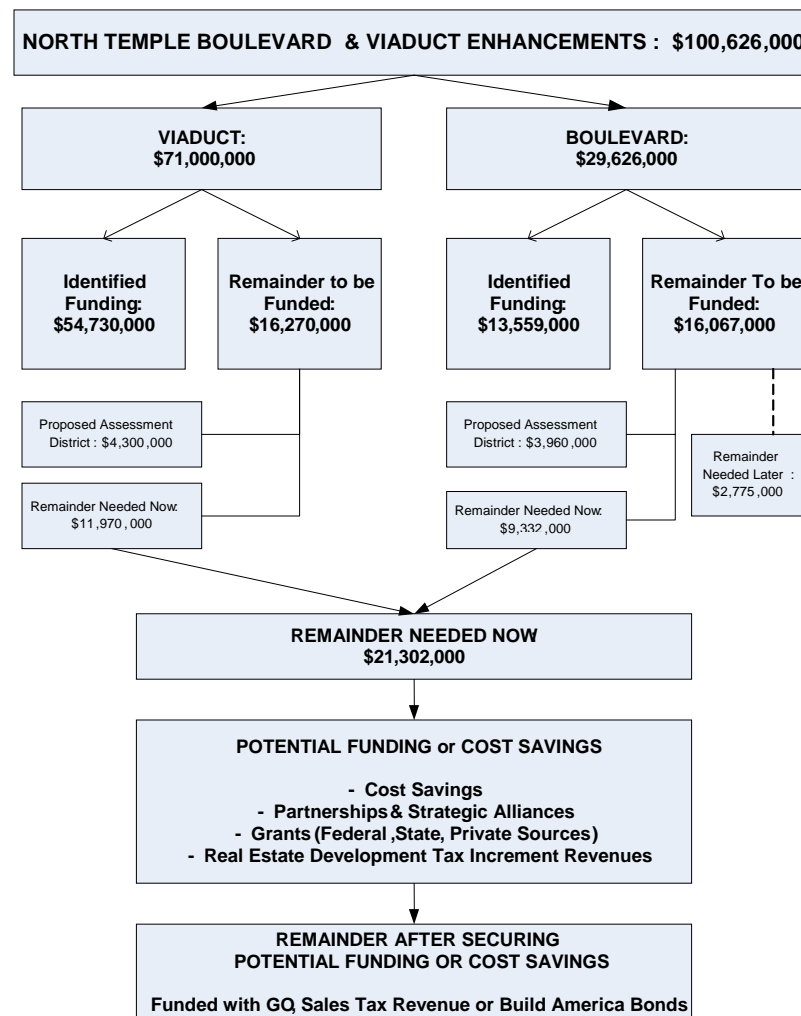 NORTH TEMPLE BOULEVARD & VIADUCT ENHANCEMENTS : $100,626,000
VIADUCT:
$71,000,000
BOULEVARD:
$29,626,000
Identified
Funding:
$54,730,000
Remainder to be
Funded:
$16,270,000
Identified
Funding:
$13,559,000
Remainder To be
Funded:
$16,067,000
Proposed Assessment
District : $4,300,000
Proposed Assessment
District : $3,960,000
Remainder
Needed Later :
$2,775,000
Remainder Needed Now:
$11,970,000
Remainder Needed Now:
$9,332,000
REMAINDER NEEDED NOW
$21,302,000
POTENTIAL FUNDING or COST SAVINGS
- Cost Savings
- Partnerships & Strategic Alliances
- Grants (Federal ,State, Private Sources)
- Real Estate Development Tax Increment Revenues
REMAINDER AFTER SECURING
POTENTIAL FUNDING OR COST SAVINGS
Funded with GO, Sales Tax Revenue or Build America Bonds